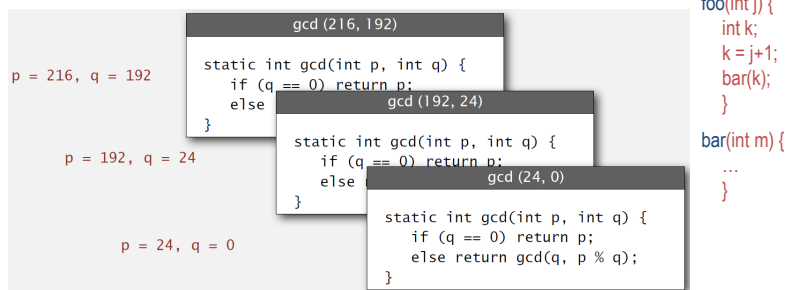 gcd (216, 192)
p = 216, q = 192
static int gcd(int p, int q) {
if (q == 0) return p;
else
}
gcd (192, 24)
p = 192, q = 24
static int gcd(int p, int q) {
if (q == 0) return p;
else
}
gcd (24, 0)
p = 24, q = 0
static int gcd(int p, int q) {
if (q == 0) return p;
else return gcd(q, p % q);
}
foo(int j) {
int k;
k = j+1;
bar(k);
}
bar(int m) {
…
}